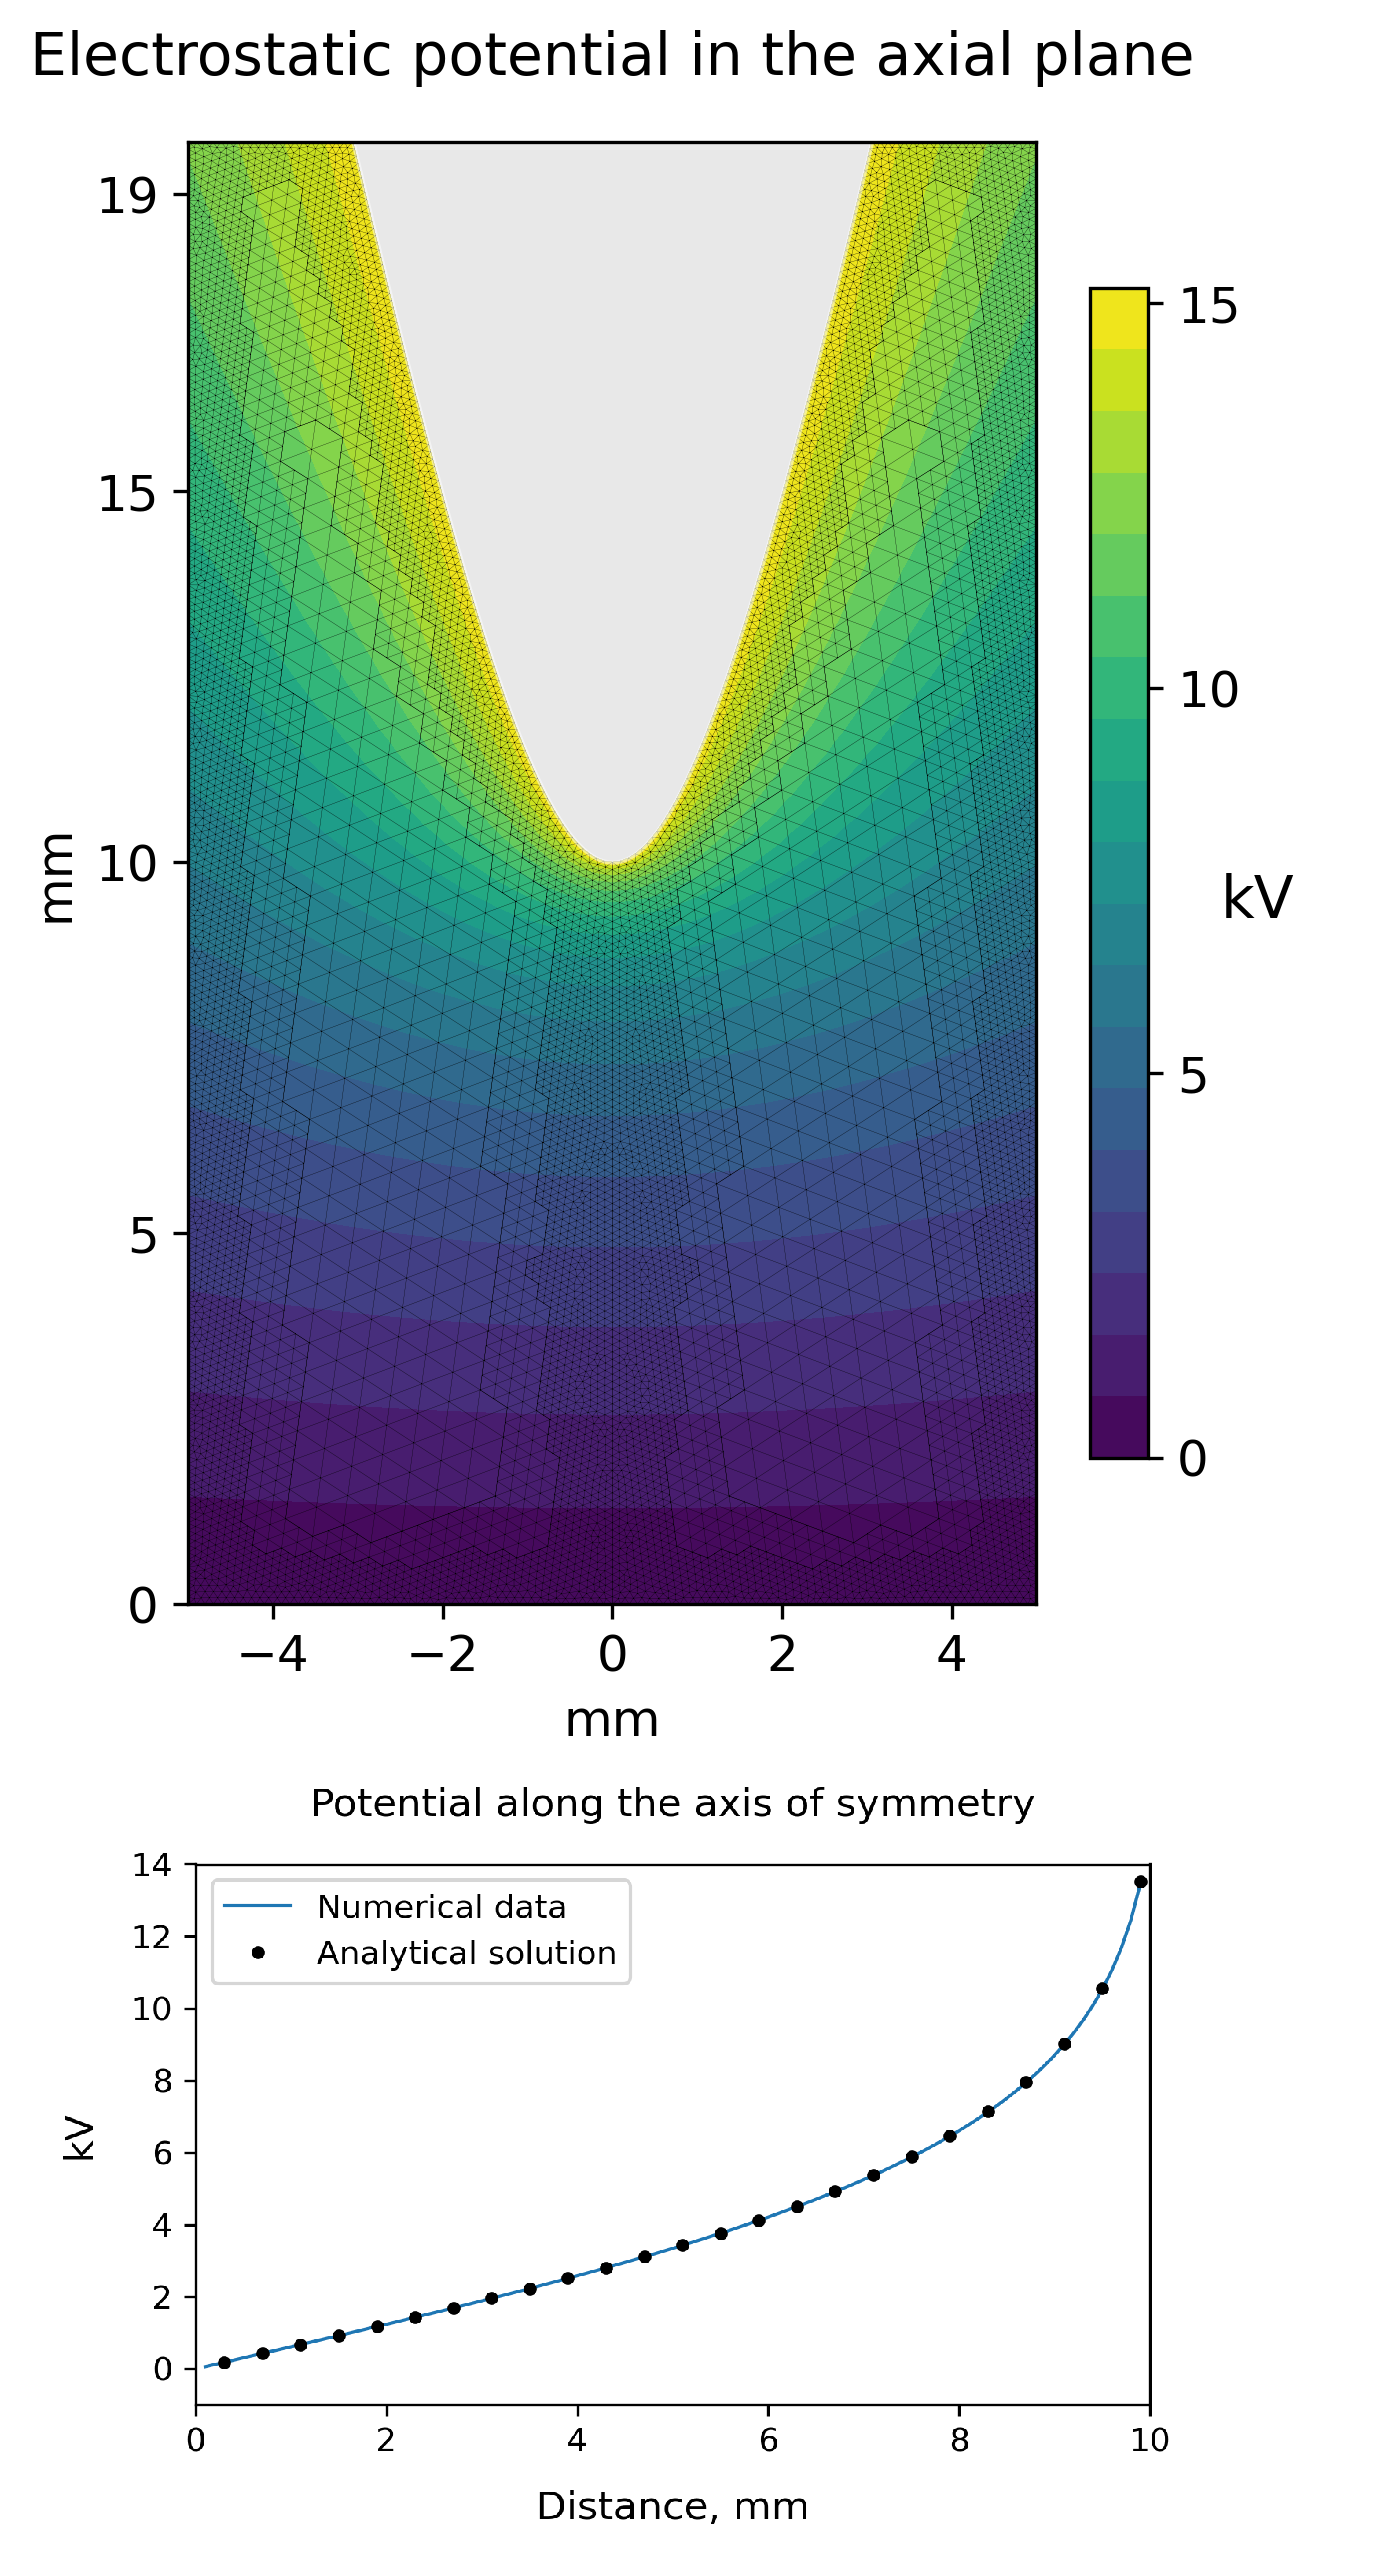 Electrostatic potential in the axial plane
19
15
10
5
0
mm
−4 −2 0 2 4
mm
15
10
5
0
kV
Potential along the axis of symmetry
14
12
10
8
6
4
2
0
kV
Numerical data
Analytical solution
0 2 4 6 8 10
Distance, mm